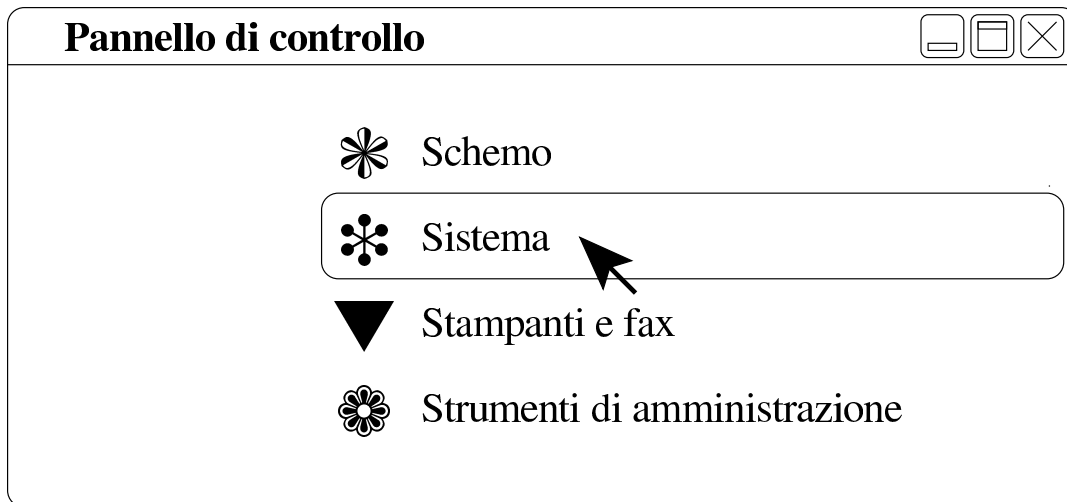 Pannello di controllo
Schemo
Sistema
Stampanti e fax
Strumenti di amministrazione